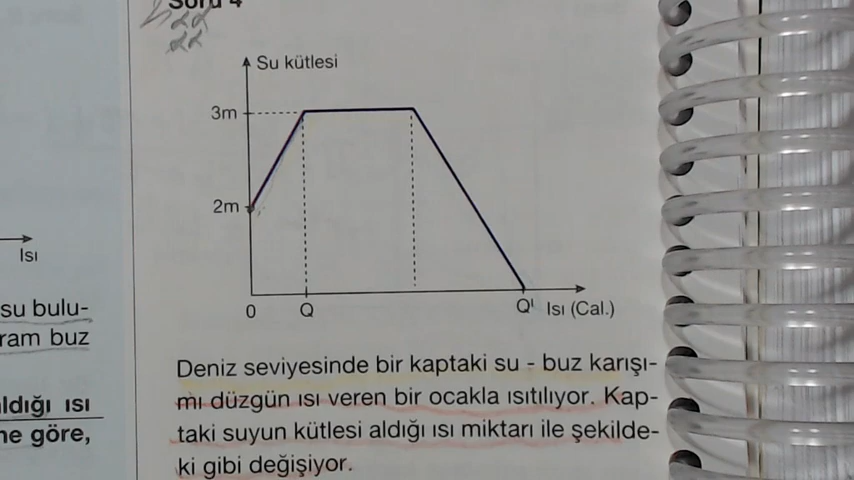 Soru 4
Su kütlesi
3m
2m
0
Q
Q'
Isı (Cal.)
Isı
su bulu-
ram buz
ldığı ısı
ne göre,
Deniz seviyesinde bir kaptaki su - buz karışı-
mı düzgün ısı veren bir ocakla ısıtılıyor. Kap-
taki suyun kütlesi aldığı ısı miktarı ile şekilde-
ki gibi değişiyor.